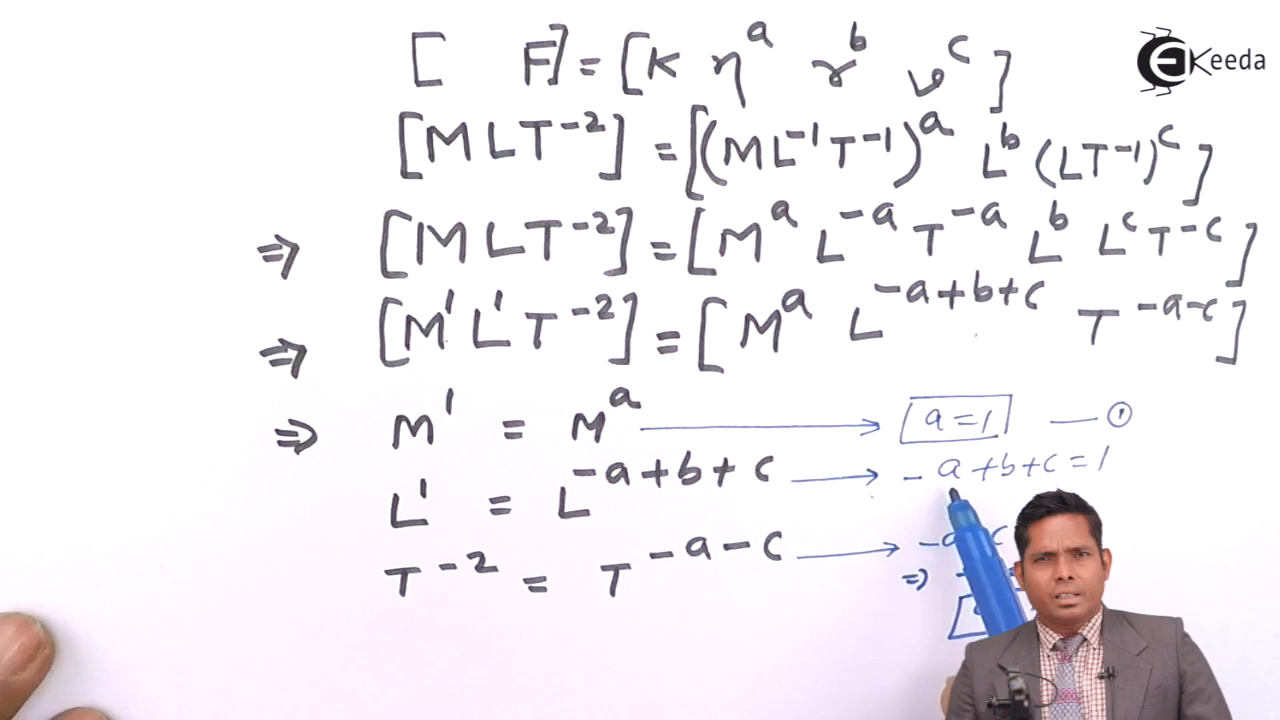 EKeeda
[ F] = [K η^a r^b v^c]
[MLT^-2] = [(ML^-1T^-1)^a L^b (LT^-1)^c]
⇒ [MLT^-2] = [M^a L^-a T^-a L^b L^c T^-c]
⇒ [M^1 L^1 T^-2] = [M^a L^-a+b+c T^-a-c]
⇒ M^1 = M^a → a=1 — ①
L^1 = L^-a+b+c → -a+b+c=1
T^-2 = T^-a-c → -a c
⇒ -